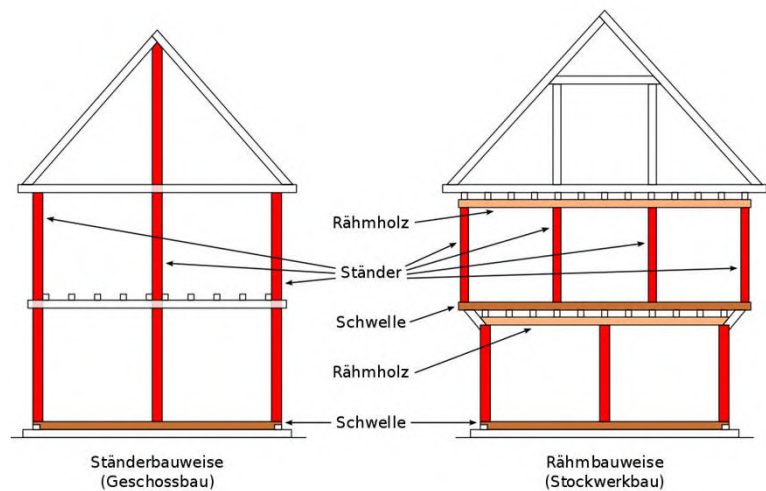 Rähmholz
Ständer
Schwelle
Rähmholz
Schwelle
Ständerbauweise
(Geschossbau)
Rähmbauweise
(Stockwerkbau)